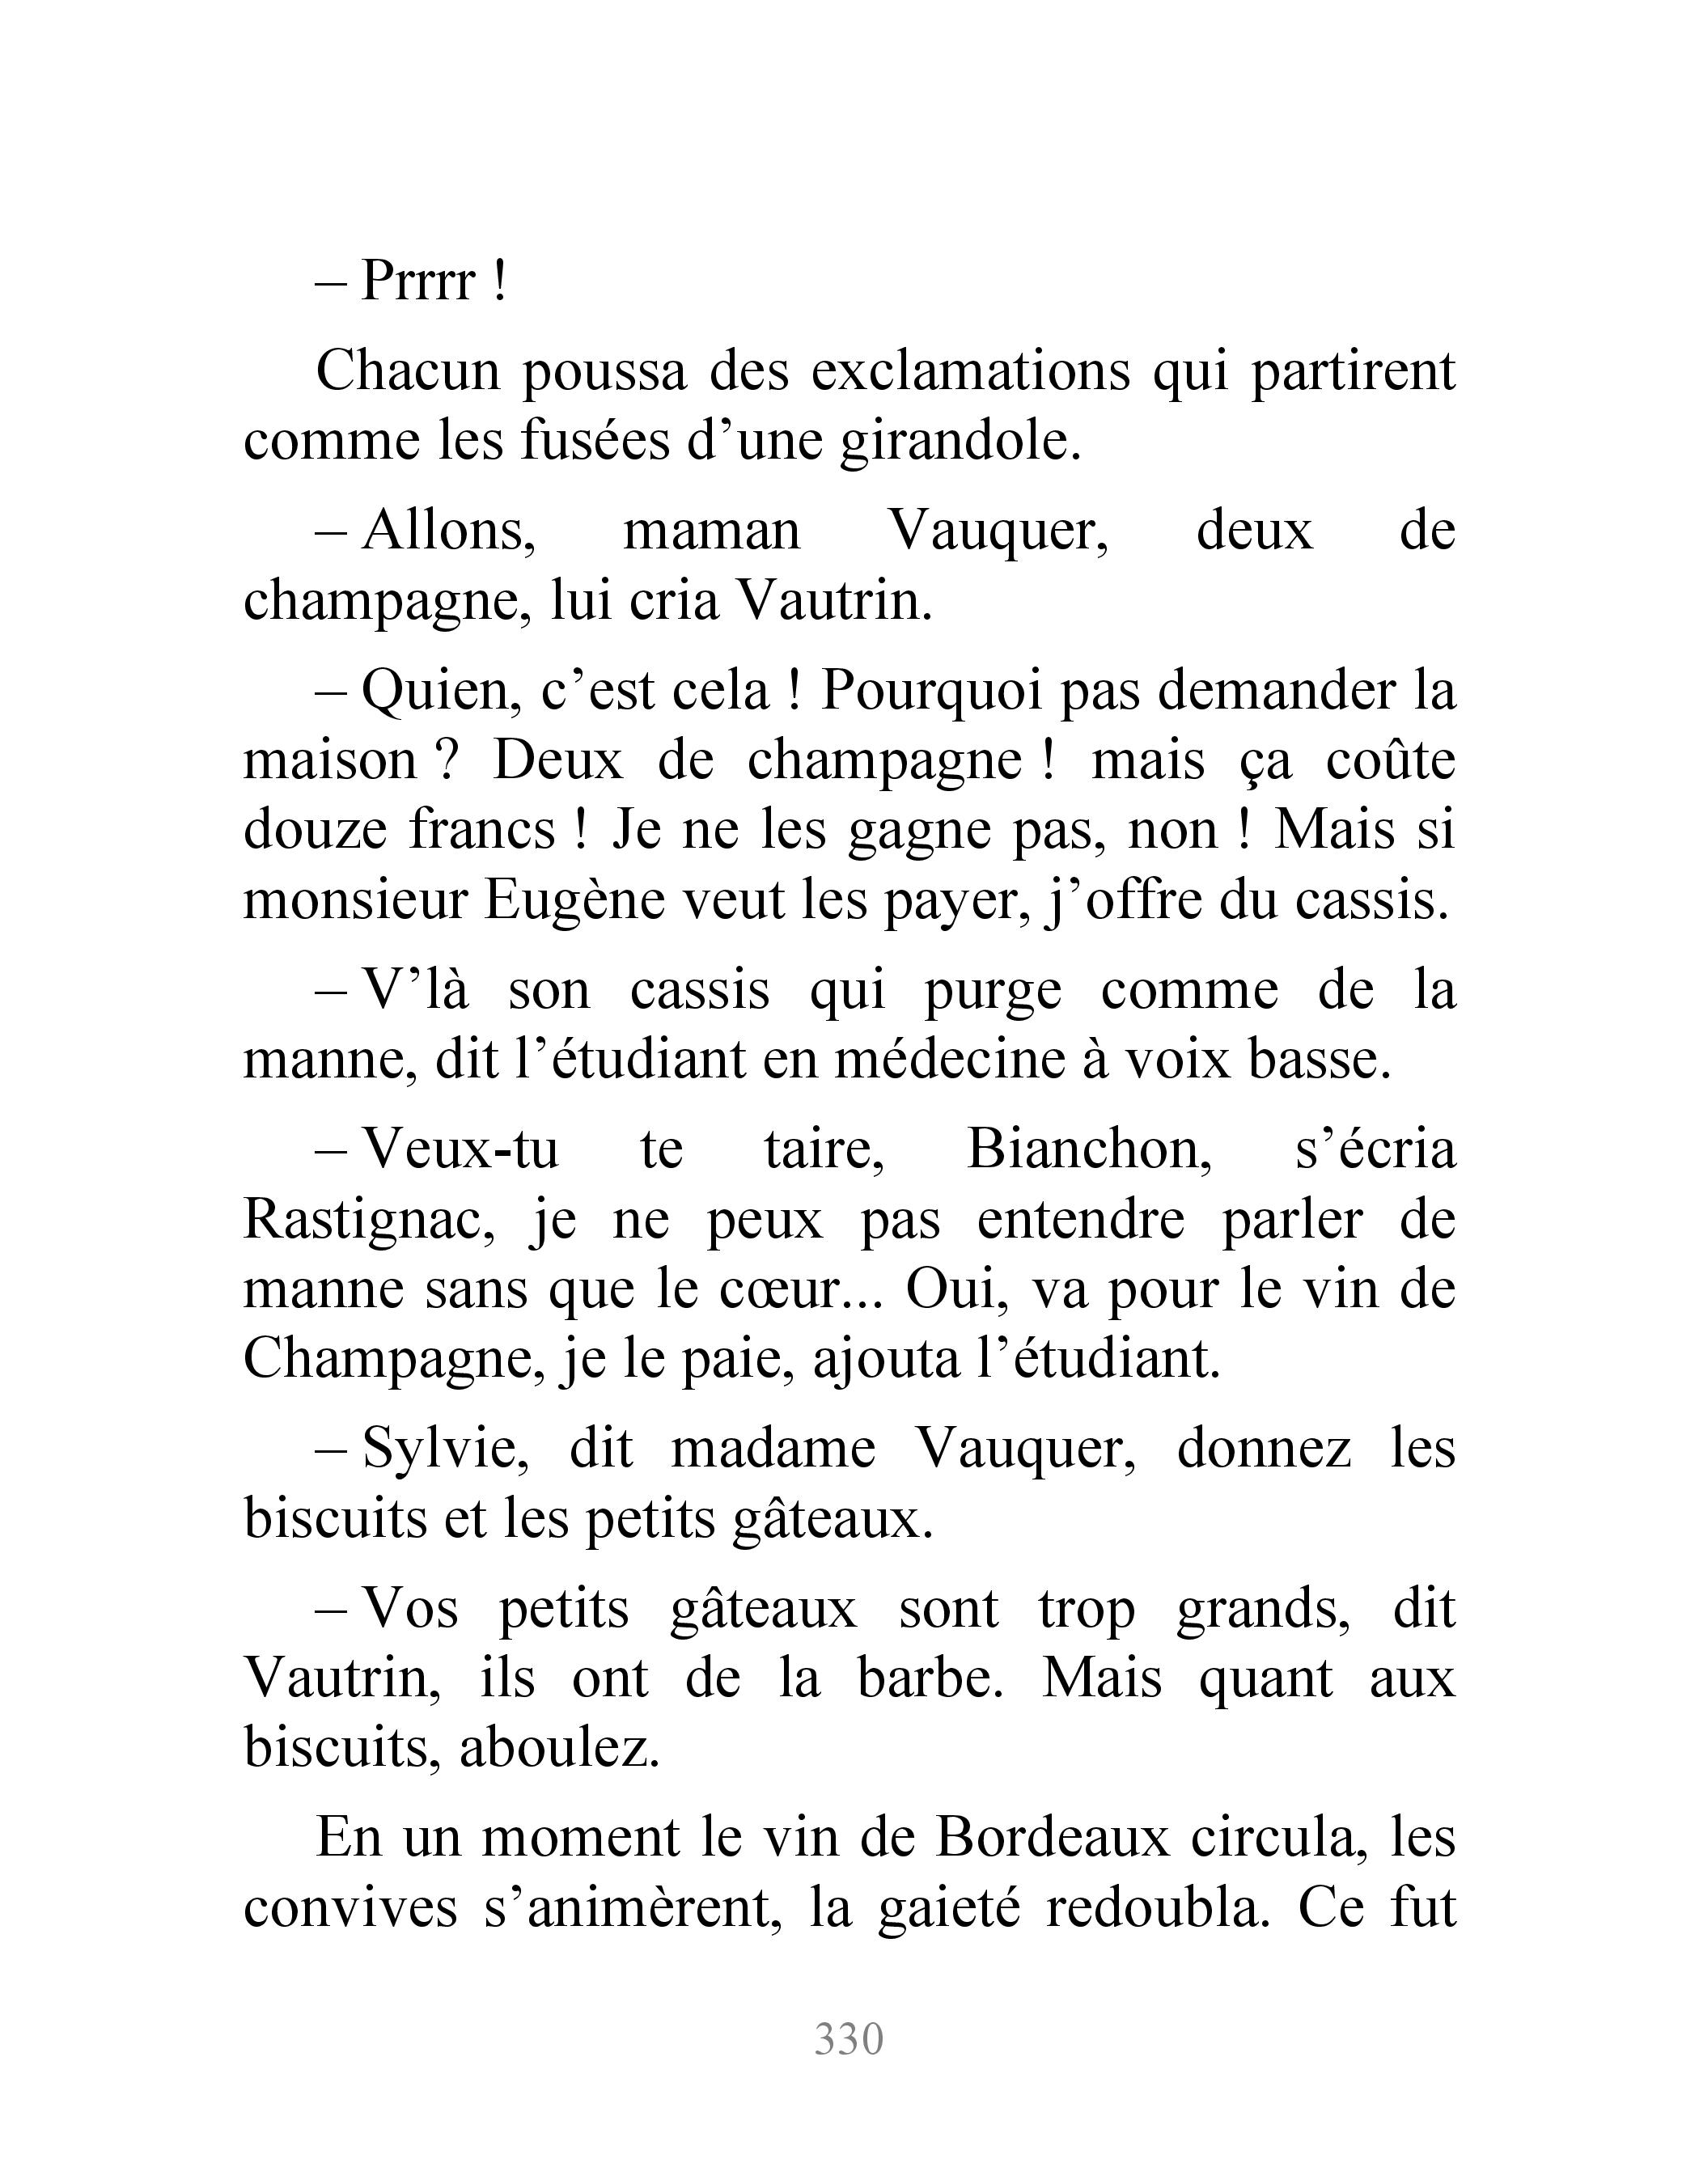 – Prrrr !
Chacun poussa des exclamations qui partirent
comme les fusées d’une girandole.
– Allons, maman Vauquer, deux de
champagne, lui cria Vautrin.
– Quien, c’est cela ! Pourquoi pas demander la
maison ? Deux de champagne ! mais ça coûte
douze francs ! Je ne les gagne pas, non ! Mais si
monsieur Eugène veut les payer, j’offre du cassis.
– V’là son cassis qui purge comme de la
manne, dit l’étudiant en médecine à voix basse.
– Veux-tu te taire, Bianchon, s’écria
Rastignac, je ne peux pas entendre parler de
manne sans que le cœur... Oui, va pour le vin de
Champagne, je le paie, ajouta l’étudiant.
– Sylvie, dit madame Vauquer, donnez les
biscuits et les petits gâteaux.
– Vos petits gâteaux sont trop grands, dit
Vautrin, ils ont de la barbe. Mais quant aux
biscuits, aboulez.
En un moment le vin de Bordeaux circula, les
convives s’animèrent, la gaieté redoubla. Ce fut
330